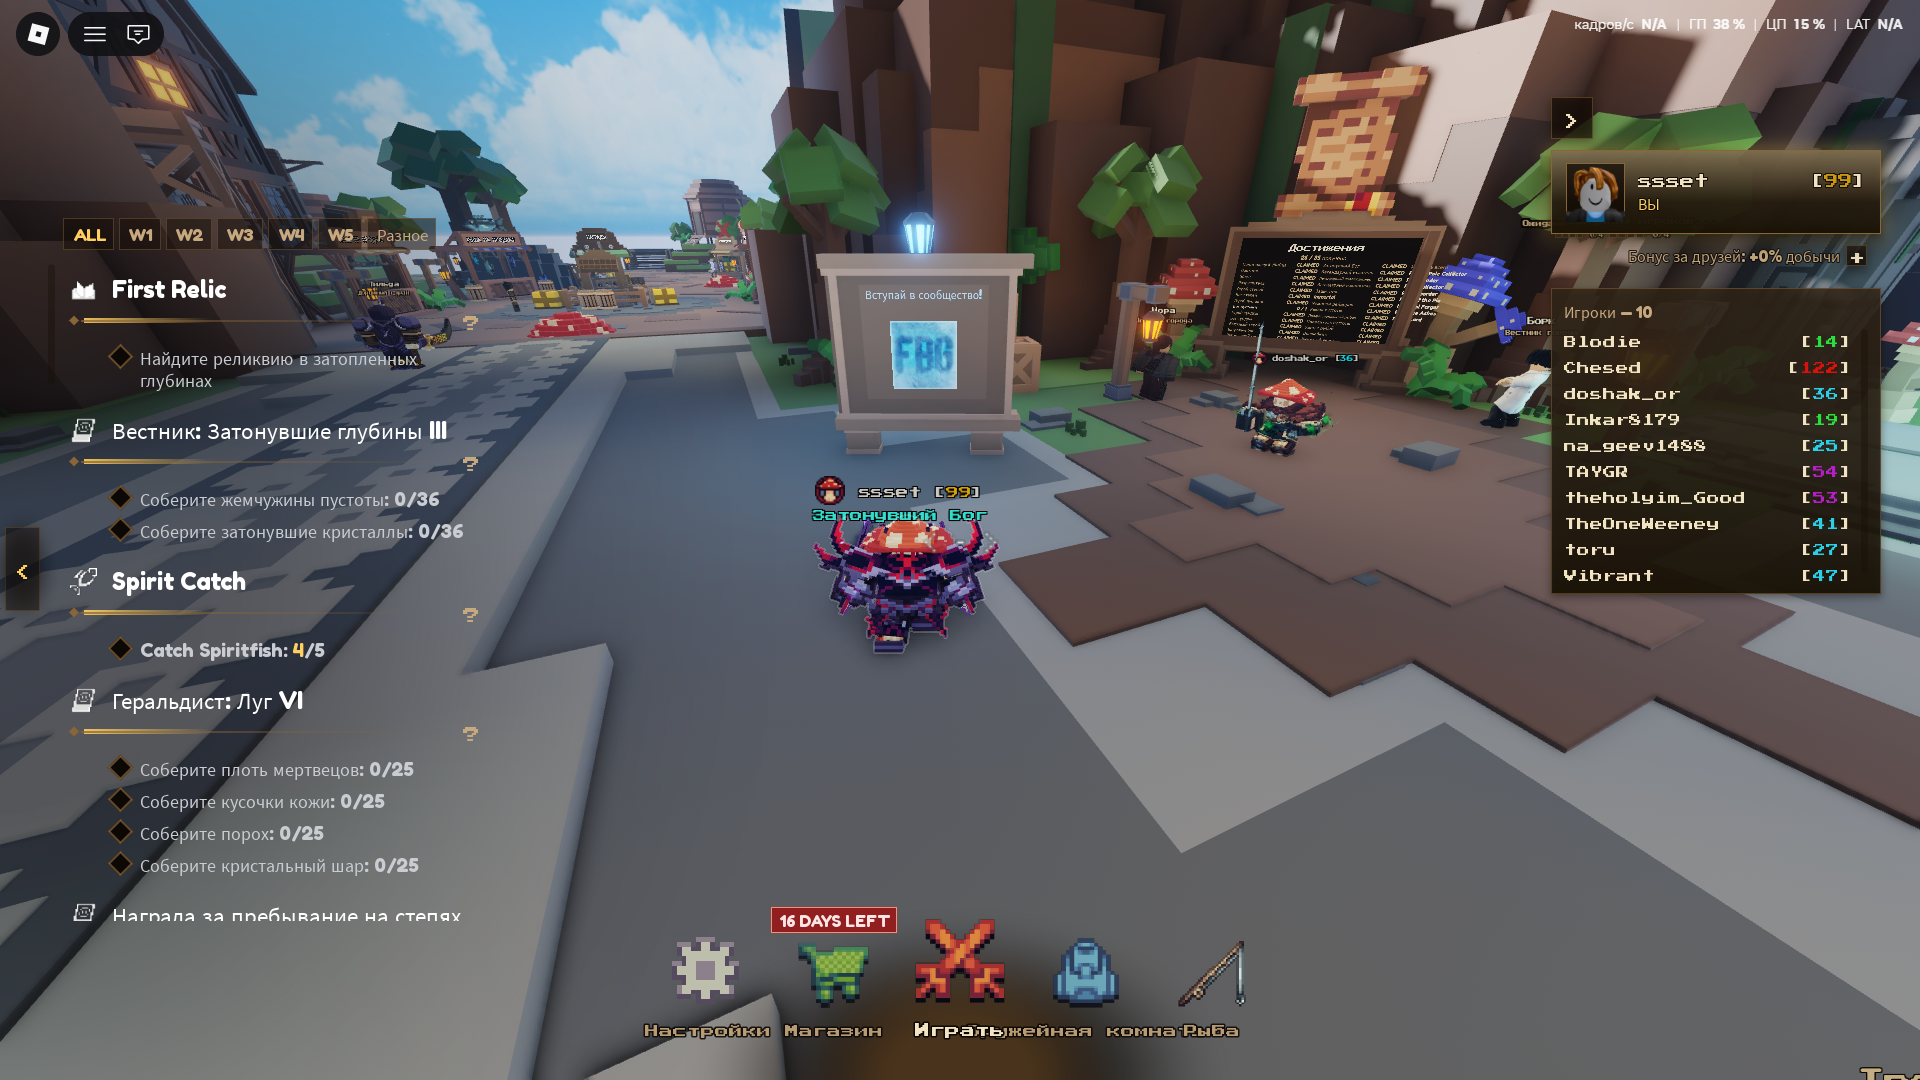 кадров/с N/A | ГП 38 % | ЦП 15 % | LAT N/A
ssset [99]
ВЫ
Бонус за друзей: +0% добычи +
Игроки — 10
Blodie [14]
Chesed [122]
doshak_or [36]
Inkar8179 [19]
na_geev1488 [25]
TAYGR [54]
theholyim_Good [53]
TheOneWeeney [41]
toru [27]
Vibrant [47]
ALL W1 W2 W3 W4 W5 Разное
First Relic
?
Найдите реликвию в затопленных
глубинах
Вестник: Затонувшие глубины III
?
Соберите жемчужины пустоты: 0/36
Соберите затонувшие кристаллы: 0/36
Spirit Catch
?
Catch Spiritfish: 4/5
Геральдист: Луг VI
?
Соберите плоть мертвецов: 0/25
Соберите кусочки кожи: 0/25
Соберите порох: 0/25
Соберите кристальный шар: 0/25
Награда за пребывание на степях
Вступай в сообщество!
FBG
Достижения
CLAIMED
doshak_or [36]
ssset [99]
Затонувший Бог
16 DAYS LEFT
Настройки
Магазин
Играть
комна
Рыба